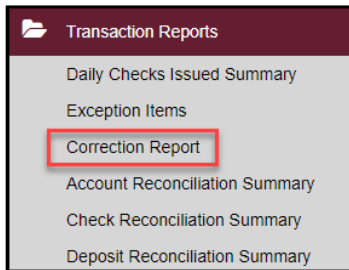 Transaction Reports
Daily Checks Issued Summary
Exception Items
Correction Report
Account Reconciliation Summary
Check Reconciliation Summary
Deposit Reconciliation Summary